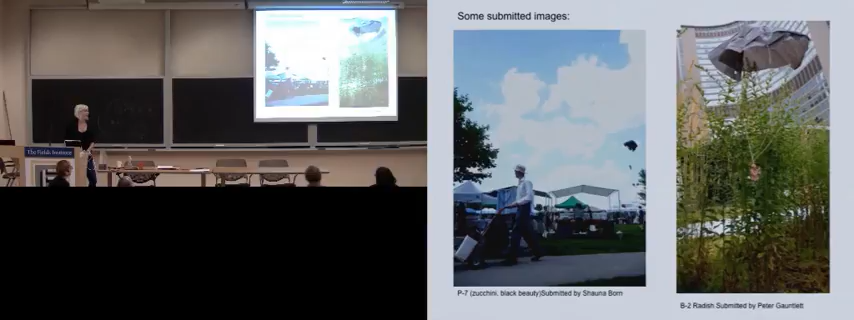 The Fields Institute
Some submitted images:
P-7 (zucchini, black beauty)Submitted by Shauna Born
B-2 Radish Submitted by Peter Gauntlett